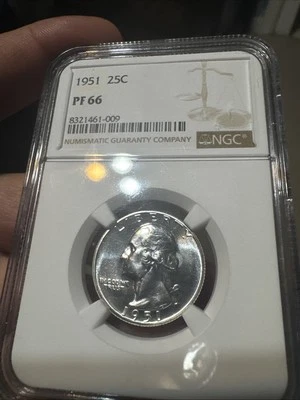 1951 25C
PF 66
8321461-009
NUMISMATIC GUARANTY COMPANY
NGC
LIBERTY
1951